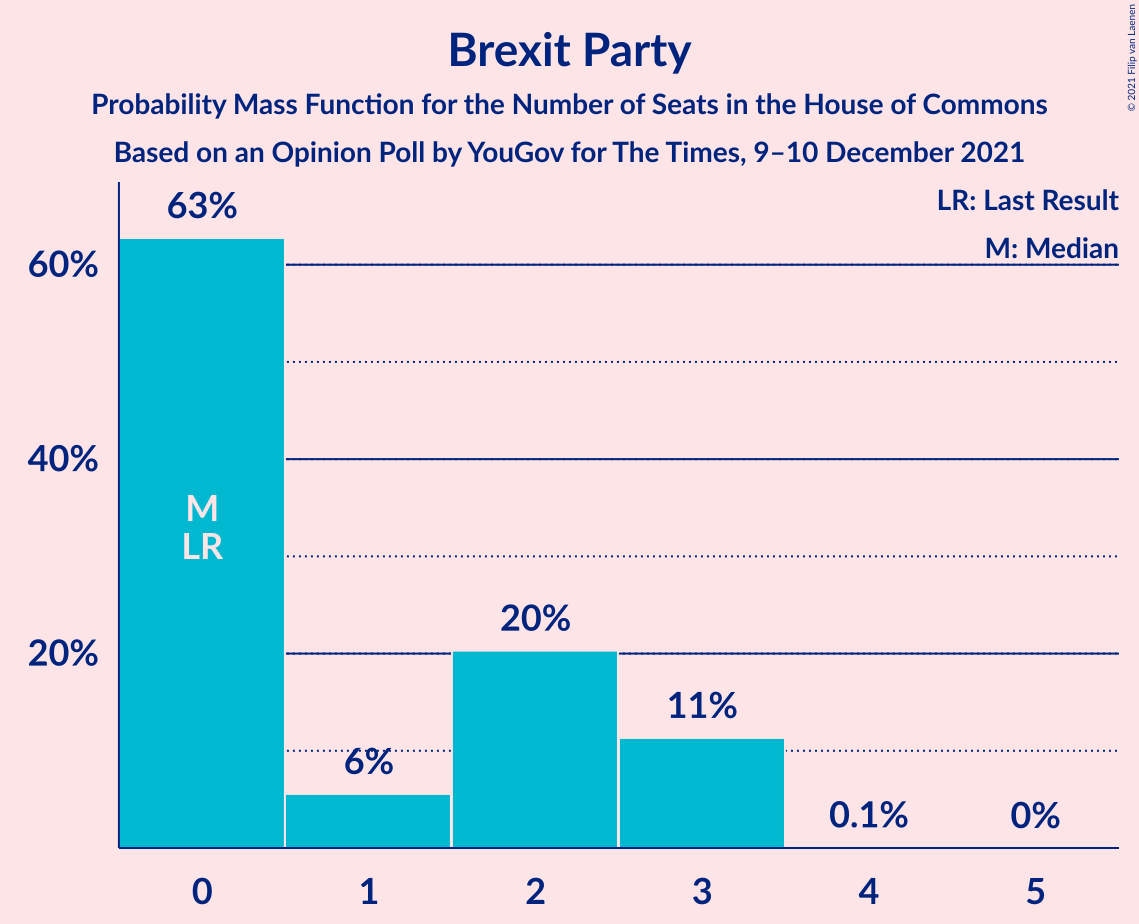 Brexit Party
Probability Mass Function for the Number of Seats in the House of Commons
Based on an Opinion Poll by YouGov for The Times, 9–10 December 2021
© 2021 Filip van Laenen
LR: Last Result
M: Median
63%
60%
40%
M
LR
20%
20%
11%
6%
0.1%
0%
0 1 2 3 4 5